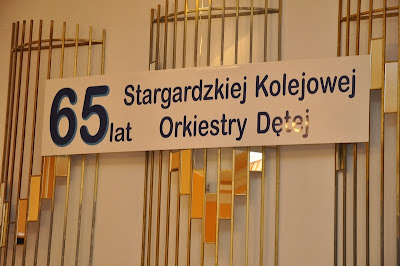 65 lat Stargardzkiej Kolejowej
Orkiestry Dętej